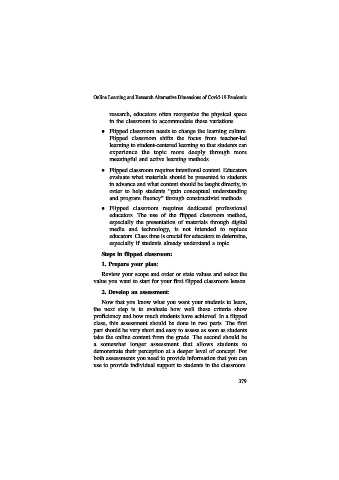 Online Learning and Research Alternative Dimensions of Covid-19 Pandemic
research, educators often reorganize the physical space
in the classroom to accommodate these variations.
● Flipped classroom needs to change the learning culture.
Flipped classroom shifts the focus from teacher-led
learning to student-centered learning so that students can
experience the topic more deeply through more
meaningful and active learning methods.
● Flipped classroom requires intentional content. Educators
evaluate what materials should be presented to students
in advance and what content should be taught directly, in
order to help students "gain conceptual understanding
and program fluency" through constructivist methods.
● Flipped classroom requires dedicated professional
educators. The use of the flipped classroom method,
especially the presentation of materials through digital
media and technology, is not intended to replace
educators. Class time is crucial for educators to determine,
especially if students already understand a topic.
Steps in flipped classroom:
1. Prepare your plan:
Review your scope and order or state values and select the
value you want to start for your first flipped classroom lesson.
2. Develop an assessment:
Now that you know what you want your students to learn,
the next step is to evaluate how well these criteria show
proficiency and how much students have achieved. In a flipped
class, this assessment should be done in two parts. The first
part should be very short and easy to assess as soon as students
take the online content from the grade. The second should be
a somewhat longer assessment that allows students to
demonstrate their perception at a deeper level of concept. For
both assessments you need to provide information that you can
use to provide individual support to students in the classroom.
179